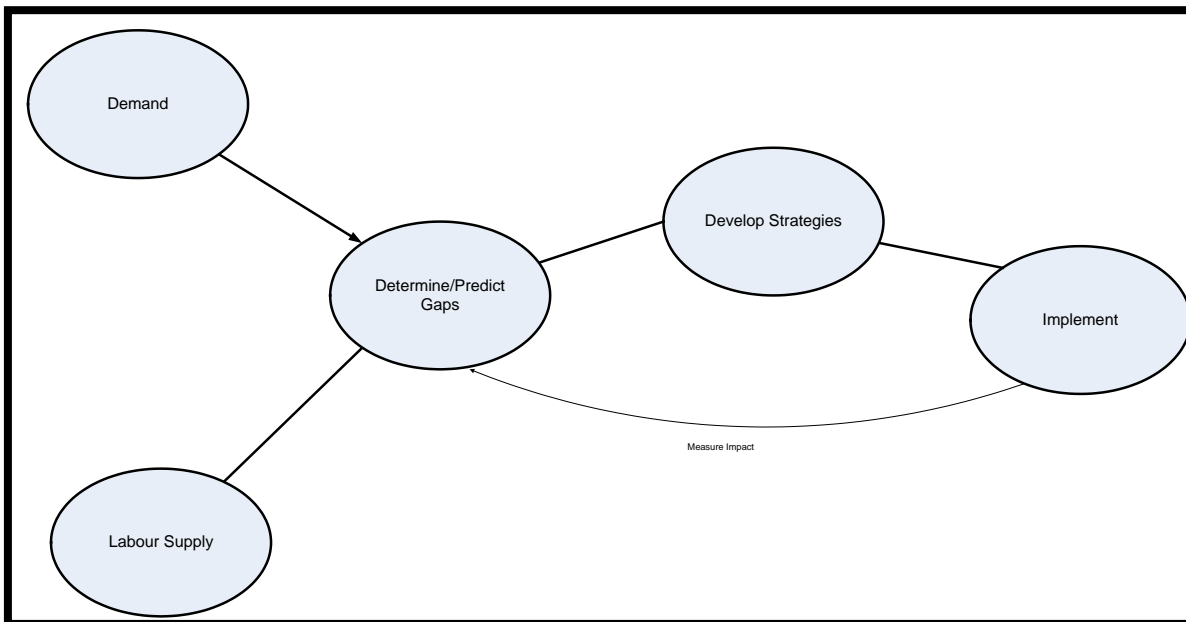 Demand
Develop Strategies
Determine/Predict
Gaps
Implement
Measure Impact
Labour Supply